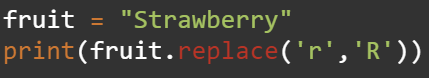 fruit = "Strawberry"
print(fruit.replace('r','R'))